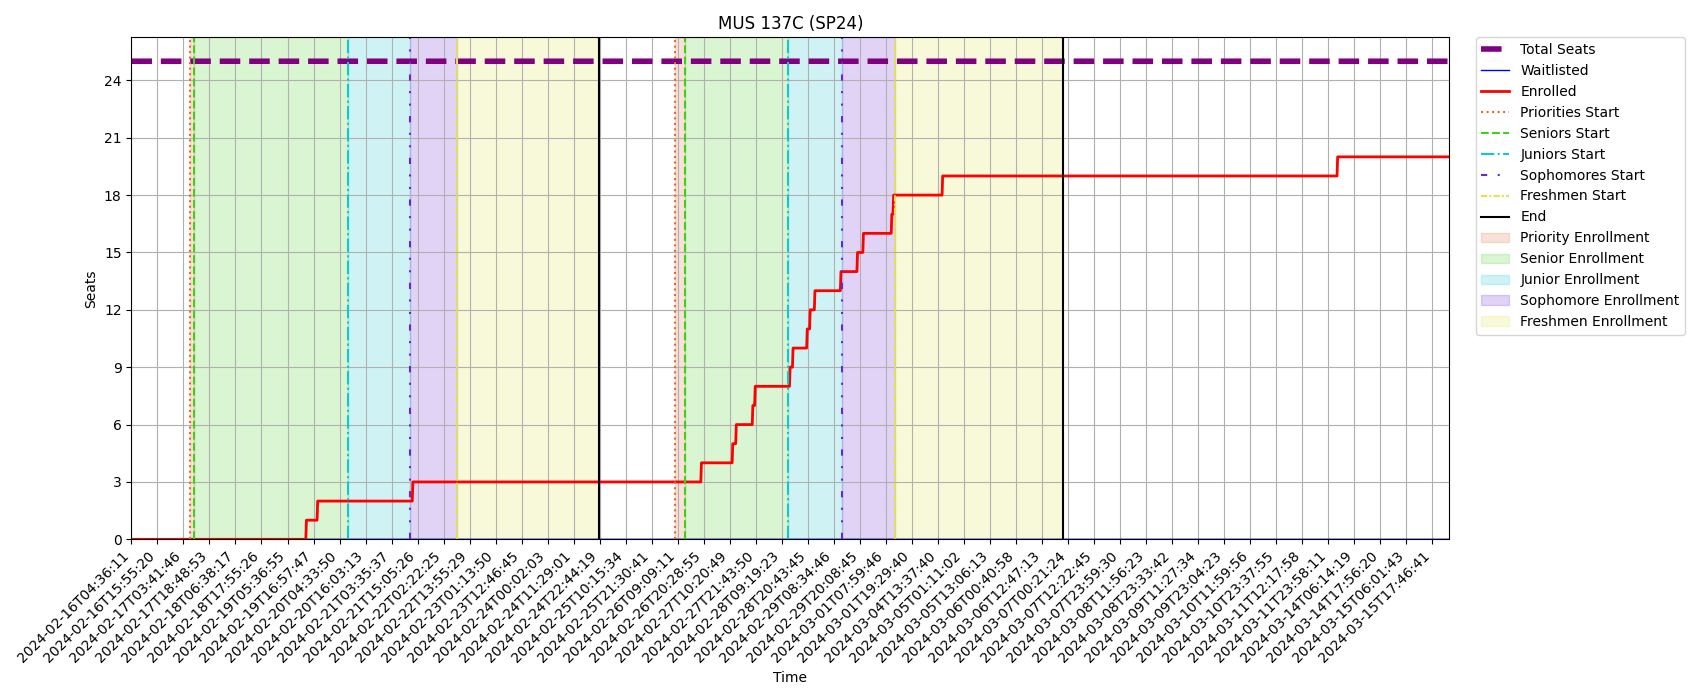 MUS 137C (SP24)
Seats
24
21
18
15
12
9
6
3
0
2024-02-16T04:36:11
2024-02-16T15:55:20
2024-02-17T03:41:46
2024-02-17T18:48:53
2024-02-18T06:38:17
2024-02-18T17:55:26
2024-02-19T05:36:55
2024-02-19T16:57:47
2024-02-20T04:33:50
2024-02-20T16:03:13
2024-02-21T03:35:37
2024-02-21T15:05:26
2024-02-22T02:22:25
2024-02-22T13:55:29
2024-02-23T01:13:50
2024-02-23T12:46:45
2024-02-24T00:02:03
2024-02-24T11:29:01
2024-02-24T22:44:19
2024-02-25T10:15:34
2024-02-25T21:30:41
2024-02-26T09:09:11
2024-02-26T20:28:55
2024-02-27T10:20:49
2024-02-27T21:43:50
2024-02-28T09:19:23
2024-02-28T20:43:45
2024-02-29T08:34:46
2024-02-29T20:08:45
2024-03-01T07:59:46
2024-03-01T19:29:40
2024-03-04T13:37:40
2024-03-05T01:11:02
2024-03-05T13:06:13
2024-03-06T00:40:58
2024-03-06T12:47:13
2024-03-07T00:21:24
2024-03-07T12:22:45
2024-03-07T23:59:30
2024-03-08T11:56:23
2024-03-08T23:33:42
2024-03-09T11:27:34
2024-03-09T23:04:23
2024-03-10T11:59:56
2024-03-10T23:37:55
2024-03-11T12:17:58
2024-03-11T23:58:11
2024-03-14T06:14:19
2024-03-14T17:56:20
2024-03-15T06:01:43
2024-03-15T17:46:41
Time
Total Seats
Waitlisted
Enrolled
Priorities Start
Seniors Start
Juniors Start
Sophomores Start
Freshmen Start
End
Priority Enrollment
Senior Enrollment
Junior Enrollment
Sophomore Enrollment
Freshmen Enrollment